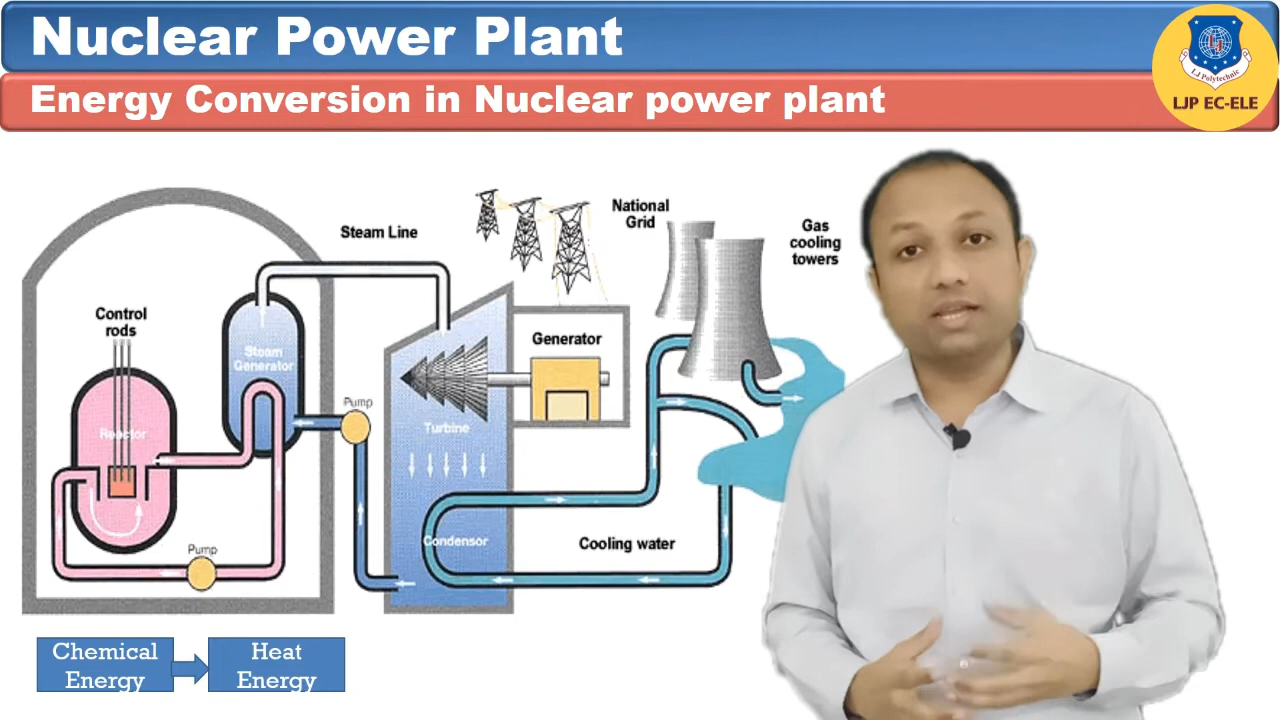 Nuclear Power Plant
Energy Conversion in Nuclear power plant
L.J Polytechnic
LJP EC-ELE
National
Grid
Gas
cooling
towers
Steam Line
Control
rods
Steam
Generator
Generator
Pump
Reactor
Turbine
Condensor
Cooling water
Pump
Chemical
Energy
Heat
Energy